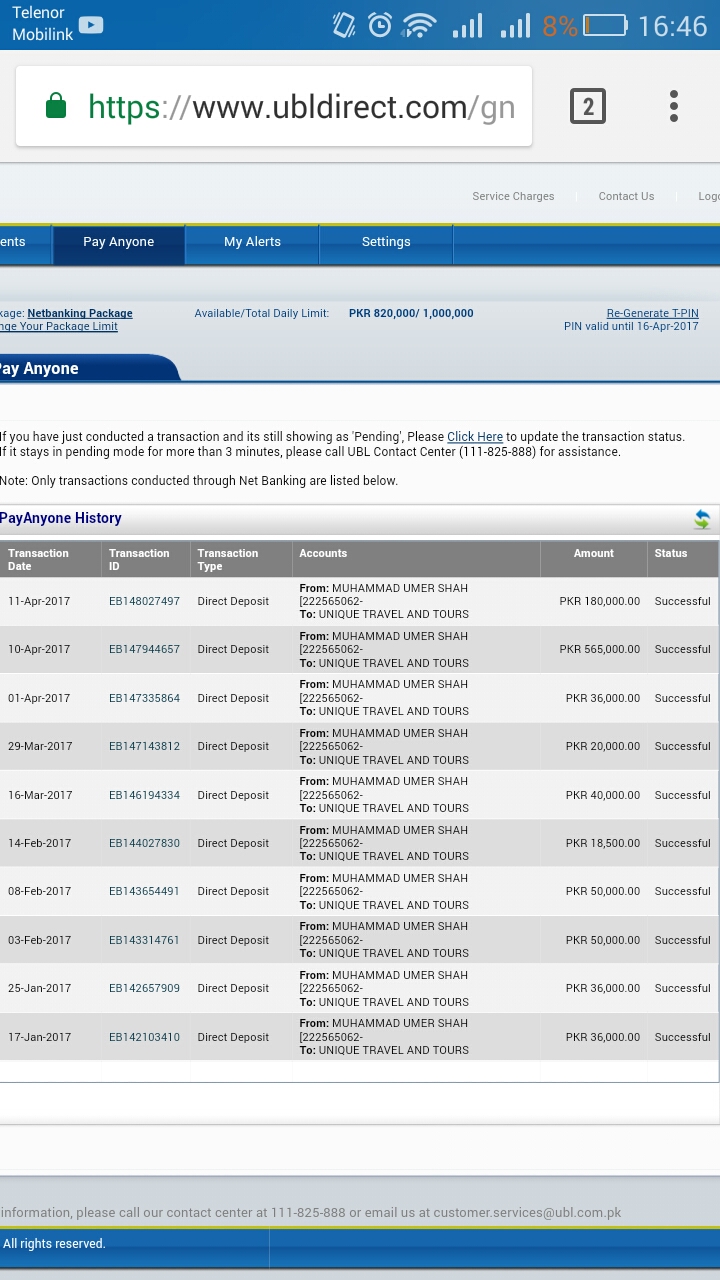 Telenor
Mobilink
8% 16:46
https://www.ubldirect.com/gn
2
Service Charges Contact Us Logo
ents Pay Anyone My Alerts Settings
kage: Netbanking Package Available/Total Daily Limit: PKR 820,000/ 1,000,000 Re-Generate T-PIN
nge Your Package Limit PIN valid until 16-Apr-2017
Pay Anyone
If you have just conducted a transaction and its still showing as 'Pending', Please Click Here to update the transaction status.
If it stays in pending mode for more than 3 minutes, please call UBL Contact Center (111-825-888) for assistance.
Note: Only transactions conducted through Net Banking are listed below.
PayAnyone History
Transaction Date Transaction ID Transaction Type Accounts Amount Status
From: MUHAMMAD UMER SHAH
11-Apr-2017 EB148027497 Direct Deposit [222565062- PKR 180,000.00 Successful
To: UNIQUE TRAVEL AND TOURS
From: MUHAMMAD UMER SHAH
10-Apr-2017 EB147944657 Direct Deposit [222565062- PKR 565,000.00 Successful
To: UNIQUE TRAVEL AND TOURS
From: MUHAMMAD UMER SHAH
01-Apr-2017 EB147335864 Direct Deposit [222565062- PKR 36,000.00 Successful
To: UNIQUE TRAVEL AND TOURS
From: MUHAMMAD UMER SHAH
29-Mar-2017 EB147143812 Direct Deposit [222565062- PKR 20,000.00 Successful
To: UNIQUE TRAVEL AND TOURS
From: MUHAMMAD UMER SHAH
16-Mar-2017 EB146194334 Direct Deposit [222565062- PKR 40,000.00 Successful
To: UNIQUE TRAVEL AND TOURS
From: MUHAMMAD UMER SHAH
14-Feb-2017 EB144027830 Direct Deposit [222565062- PKR 18,500.00 Successful
To: UNIQUE TRAVEL AND TOURS
From: MUHAMMAD UMER SHAH
08-Feb-2017 EB143654491 Direct Deposit [222565062- PKR 50,000.00 Successful
To: UNIQUE TRAVEL AND TOURS
From: MUHAMMAD UMER SHAH
03-Feb-2017 EB143314761 Direct Deposit [222565062- PKR 50,000.00 Successful
To: UNIQUE TRAVEL AND TOURS
From: MUHAMMAD UMER SHAH
25-Jan-2017 EB142657909 Direct Deposit [222565062- PKR 36,000.00 Successful
To: UNIQUE TRAVEL AND TOURS
From: MUHAMMAD UMER SHAH
17-Jan-2017 EB142103410 Direct Deposit [222565062- PKR 36,000.00 Successful
To: UNIQUE TRAVEL AND TOURS
information, please call our contact center at 111-825-888 or email us at customer.services@ubl.com.pk
All rights reserved.